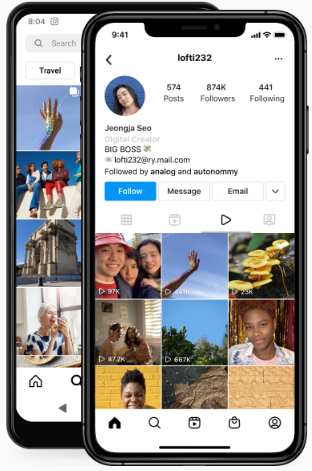 8:04
Search
Travel
9:41
lofti232
574
874K
441
Posts
Followers
Following
Jeongja Seo
Digital Creator
BIG BOSS
lofti232@ry.mail.com
Followed by analog and autonommy
Follow
Message
Email
97K
23K
87.2K
667K